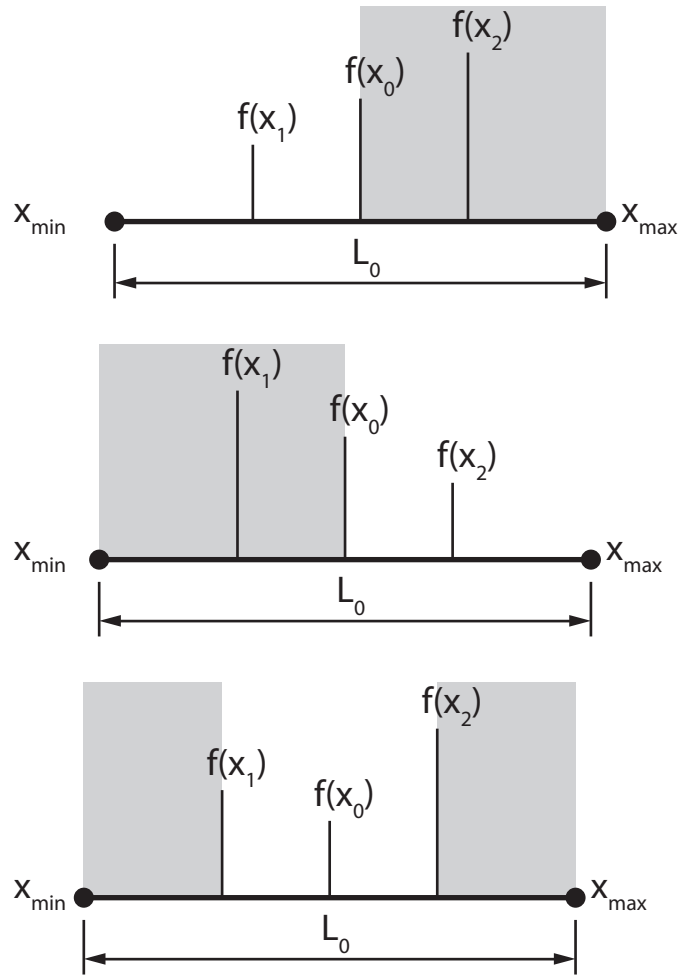 f(x₂)
f(x₀)
f(x₁)
xmin
xmax
L₀
f(x₁)
f(x₀)
f(x₂)
xmin
xmax
L₀
f(x₂)
f(x₁)
f(x₀)
xmin
xmax
L₀